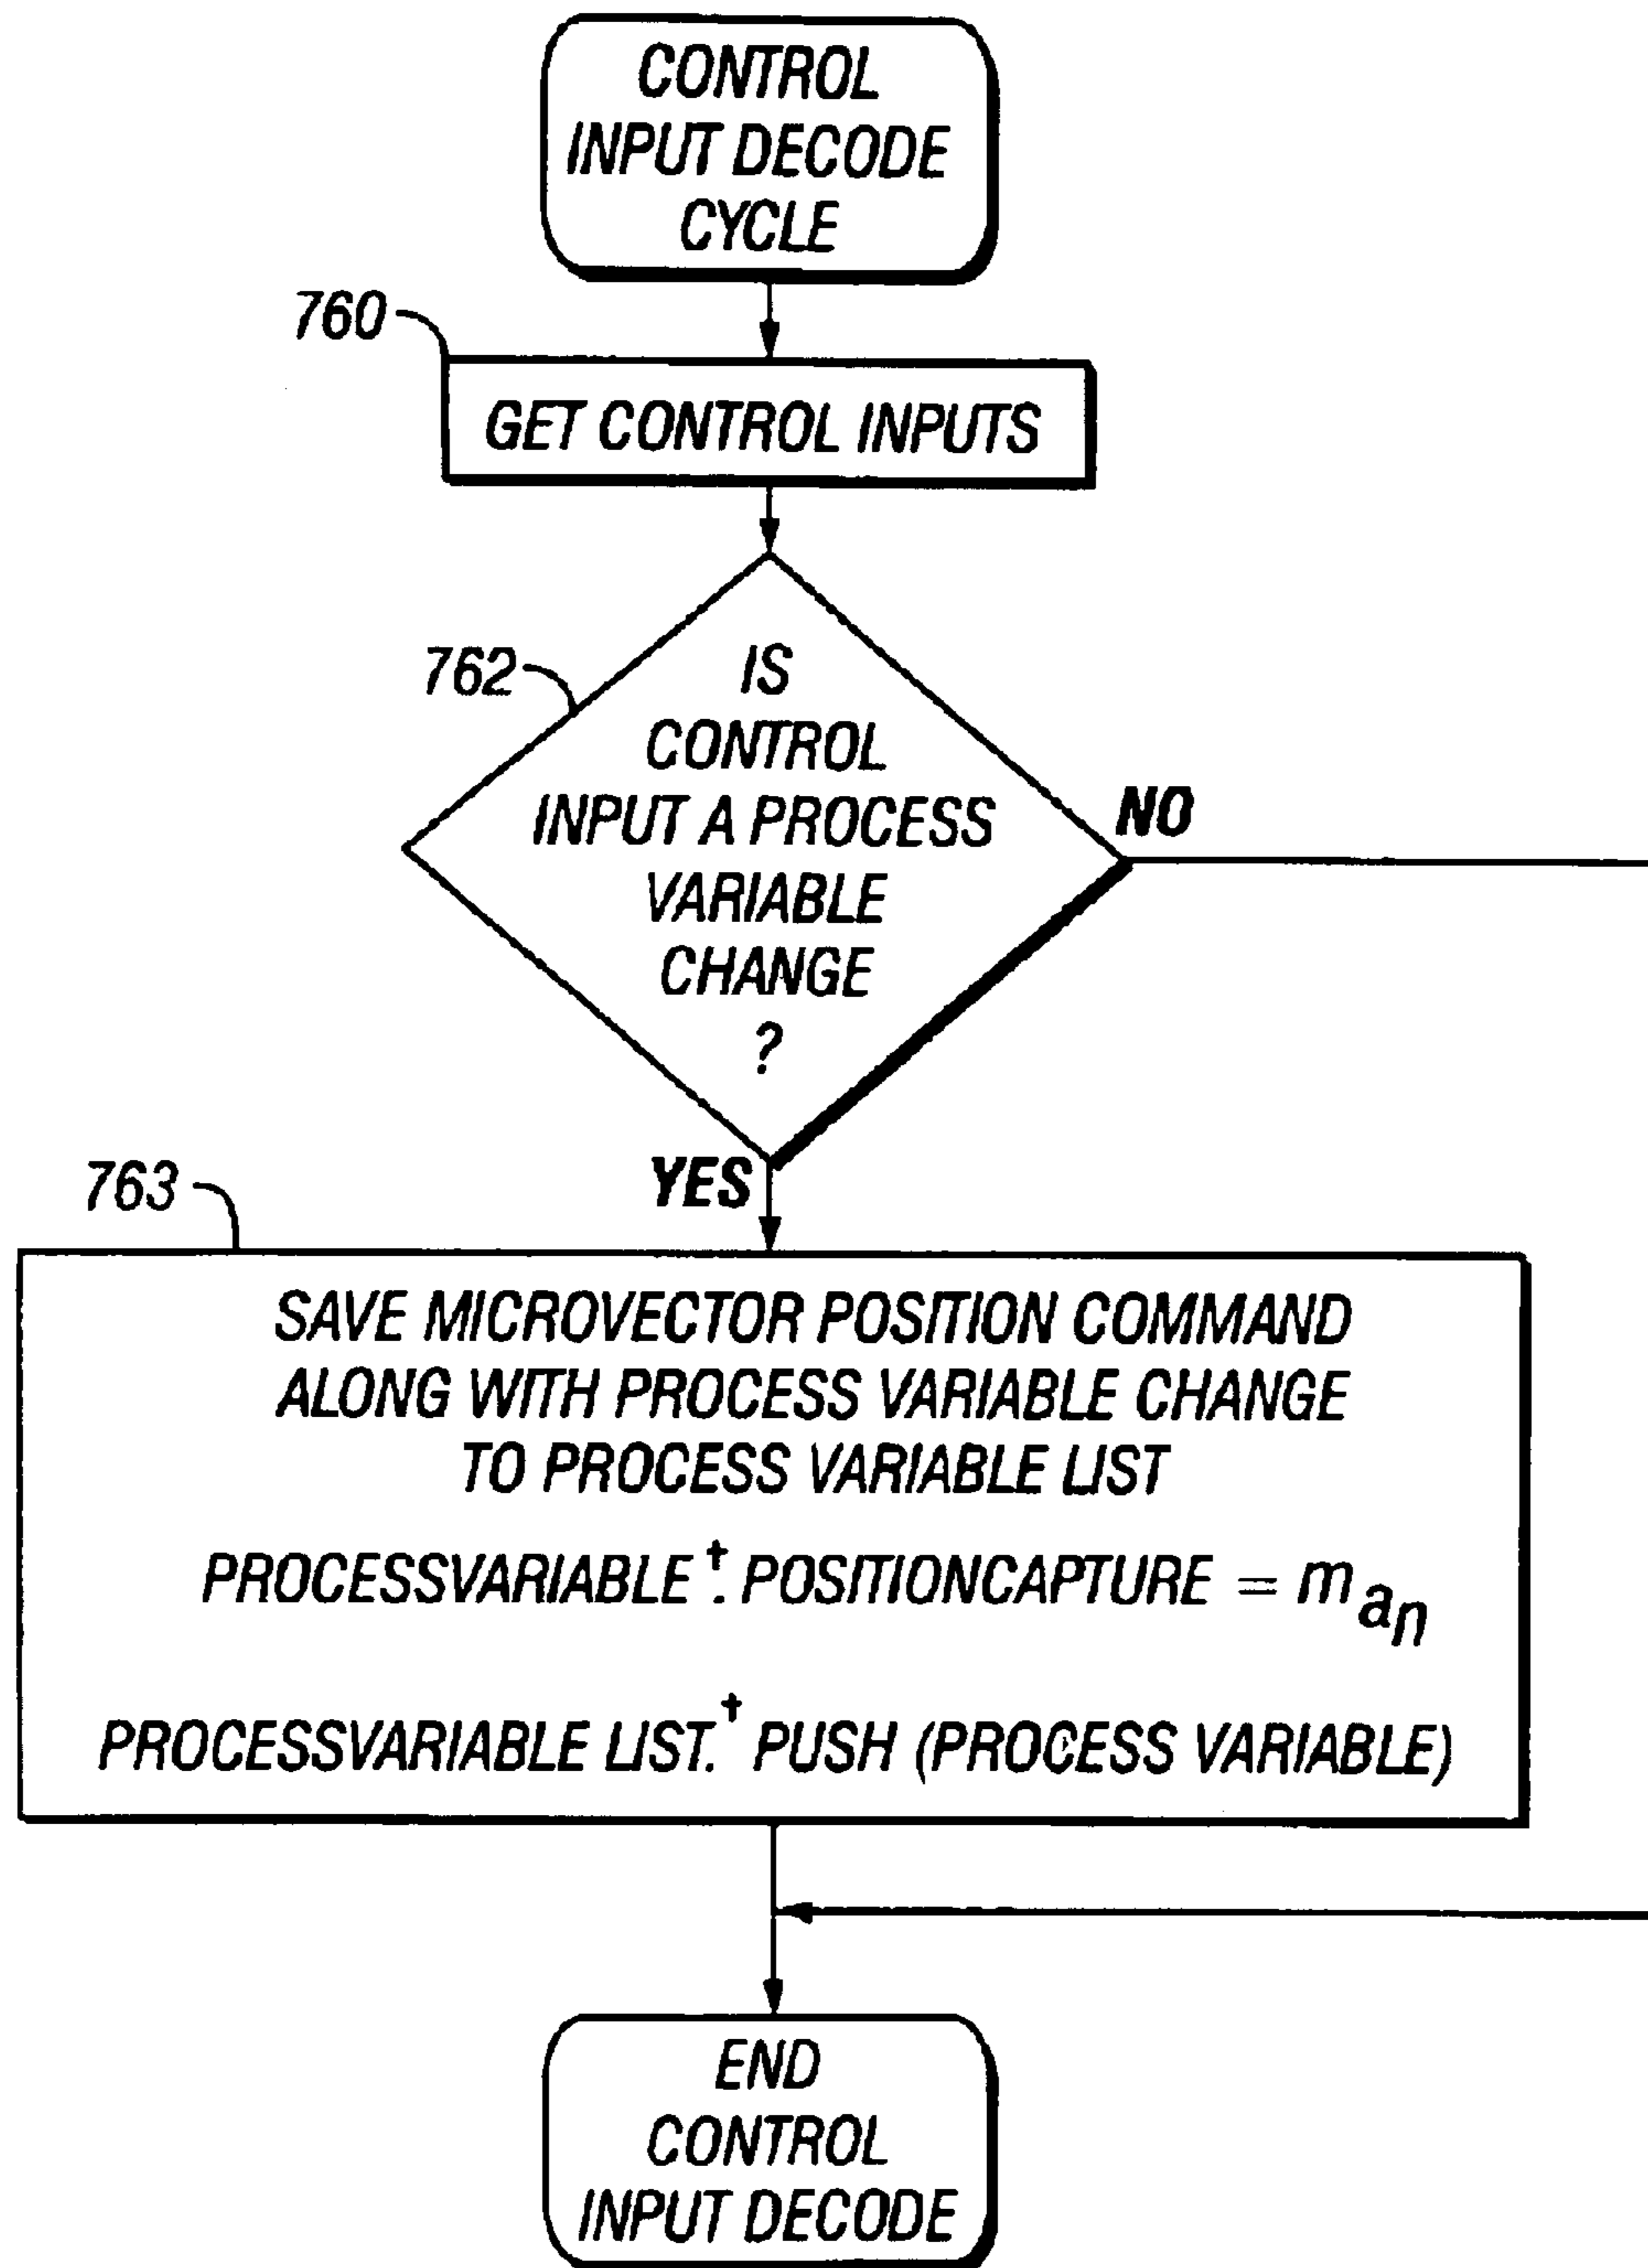 CONTROL
INPUT DECODE
CYCLE
760
GET CONTROL INPUTS
762
IS
CONTROL
INPUT A PROCESS
VARIABLE
CHANGE
?
NO
YES
763
SAVE MICROVECTOR POSITION COMMAND
ALONG WITH PROCESS VARIABLE CHANGE
TO PROCESS VARIABLE LIST
PROCESSVARIABLE†. POSITIONCAPTURE = m a n
PROCESSVARIABLE LIST.† PUSH (PROCESS VARIABLE)
END
CONTROL
INPUT DECODE